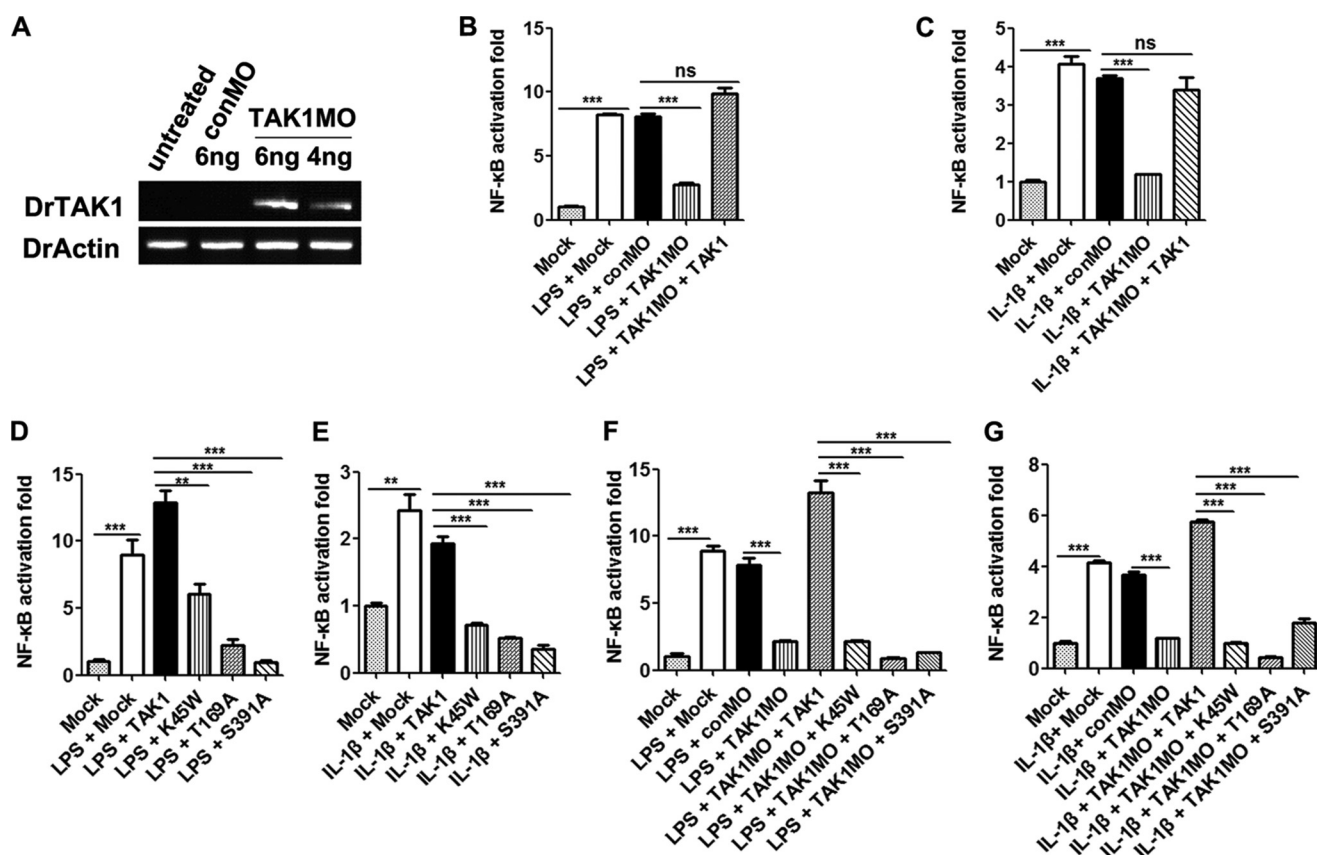 A
untreated
conMO
TAK1MO
6ng 6ng 4ng
DrTAK1
DrActin
B
NF-κB activation fold
15
10
5
0
***
***
ns
Mock
LPS + Mock
LPS + conMO
LPS + TAK1MO
LPS + TAK1MO + TAK1
C
NF-κB activation fold
5
4
3
2
1
0
***
***
ns
Mock
IL-1β + Mock
IL-1β + conMO
IL-1β + TAK1MO
IL-1β + TAK1MO + TAK1
D
NF-κB activation fold
15
10
5
0
***
***
***
**
Mock
LPS + Mock
LPS + TAK1
LPS + K45W
LPS + T169A
LPS + S391A
E
NF-κB activation fold
3
2
1
0
**
***
***
***
Mock
IL-1β + Mock
IL-1β + TAK1
IL-1β + K45W
IL-1β + T169A
IL-1β + S391A
F
NF-κB activation fold
15
10
5
0
***
***
***
***
***
Mock
LPS + Mock
LPS + conMO
LPS + TAK1MO
LPS + TAK1MO + TAK1
LPS + TAK1MO + K45W
LPS + TAK1MO + T169A
LPS + TAK1MO + S391A
G
NF-κB activation fold
8
6
4
2
0
***
***
***
***
***
Mock
IL-1β+ Mock
IL-1β+ conMO
IL-1β + TAK1MO
IL-1β + TAK1MO + TAK1
IL-1β + TAK1MO + K45W
IL-1β + TAK1MO + T169A
IL-1β + TAK1MO + S391A